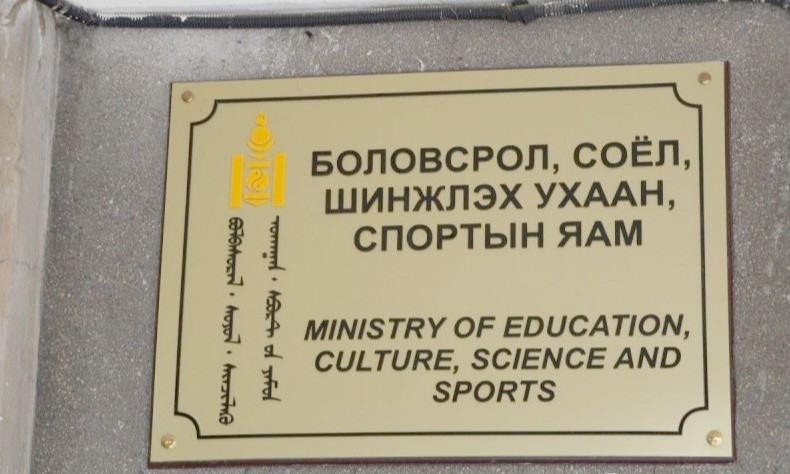 БОЛОВСРОЛ, СОЁЛ,
ШИНЖЛЭХ УХААН,
СПОРТЫН ЯАМ
MINISTRY OF EDUCATION,
CULTURE, SCIENCE AND
SPORTS